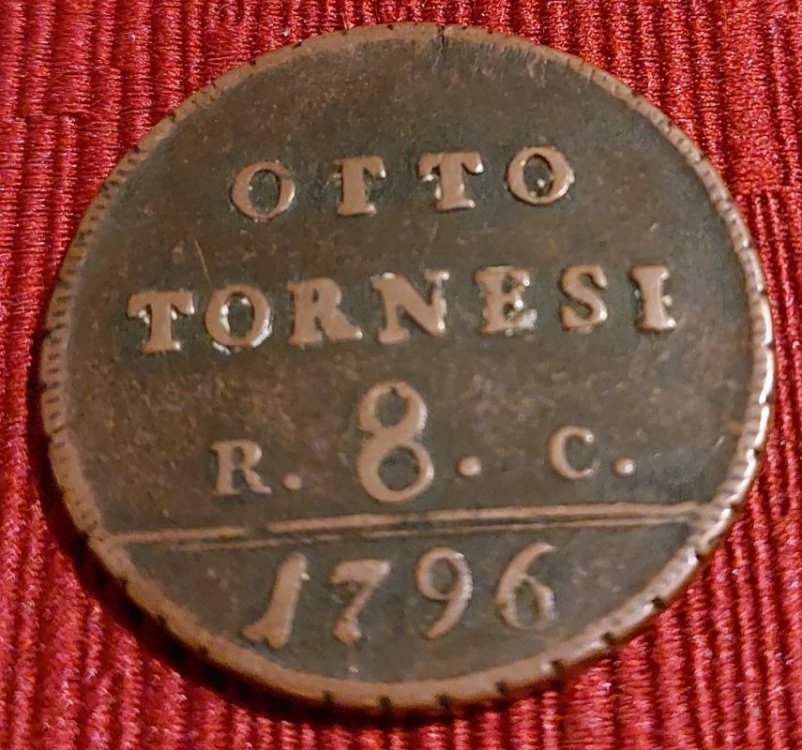 OTTO
TORNESI
R. 8. C.
1796